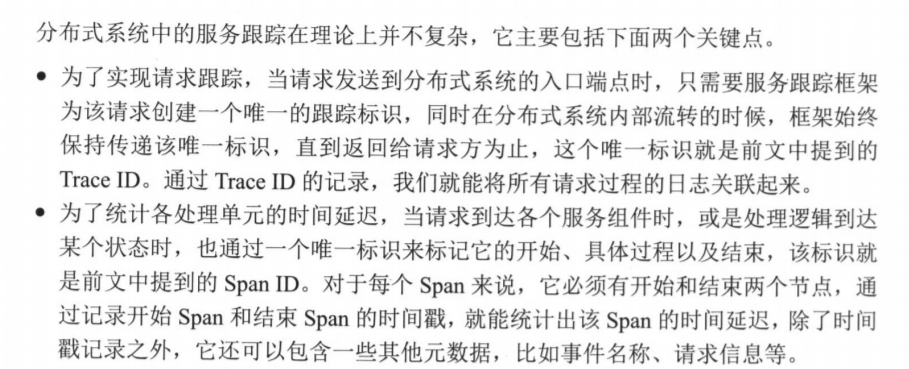 分布式系统中的服务跟踪在理论上并不复杂，它主要包括下面两个关键点。
● 为了实现请求跟踪，当请求发送到分布式系统的入口端点时，只需要服务跟踪框架
为该请求创建一个唯一的跟踪标识，同时在分布式系统内部流转的时候，框架始终
保持传递该唯一标识，直到返回给请求方为止，这个唯一标识就是前文中提到的
Trace ID。通过 Trace ID 的记录，我们就能将所有请求过程的日志关联起来。
● 为了统计各处理单元的时间延迟，当请求到达各个服务组件时，或是处理逻辑到达
某个状态时，也通过一个唯一标识来标记它的开始、具体过程以及结束，该标识就
是前文中提到的 Span ID。对于每个 Span 来说，它必须有开始和结束两个节点，通
过记录开始 Span 和结束 Span 的时间戳，就能统计出该 Span 的时间延迟，除了时间
戳记录之外，它还可以包含一些其他元数据，比如事件名称、请求信息等。